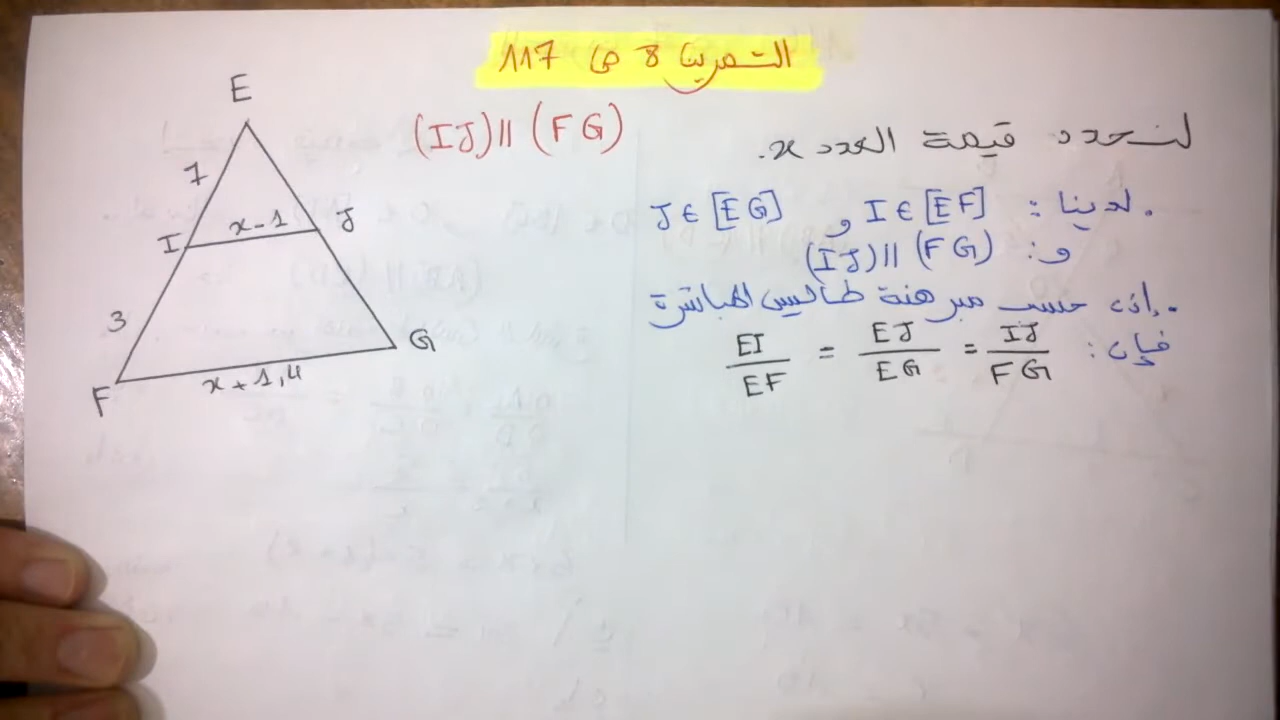 التمرين 8 ص 117
(IJ)//(FG)
لنحدد قيمة العدد x.
. لدينا: I ∈ [EF] و J ∈ [EG]
و: (IJ)//(FG)
. إذن حسب مبرهنة طاليس المباشرة
فإن: EI/EF = EJ/EG = IJ/FG
E
7
I
x-1
J
3
F
x+1,4
G